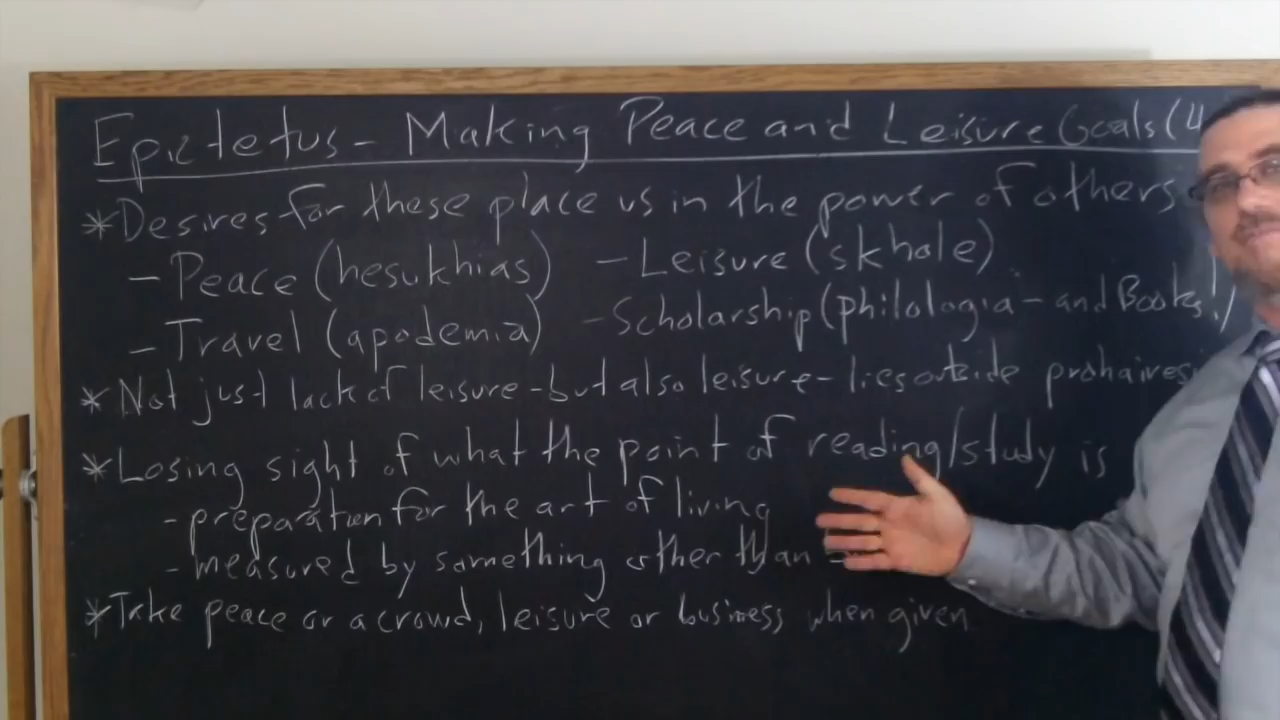 Epictetus - Making Peace and Leisure Goals (4
*Desires for these place us in the power of others
- Peace (hesukhias) - Leisure (skhole)
- Travel (apodemia) - Scholarship (philologia - and Books!)
*Not just lack of leisure - but also leisure - lies outside prohairesi
*Losing sight of what the point of reading/study is
- preparation for the art of living
- measured by something other than
*Take peace or a crowd, leisure or business when given